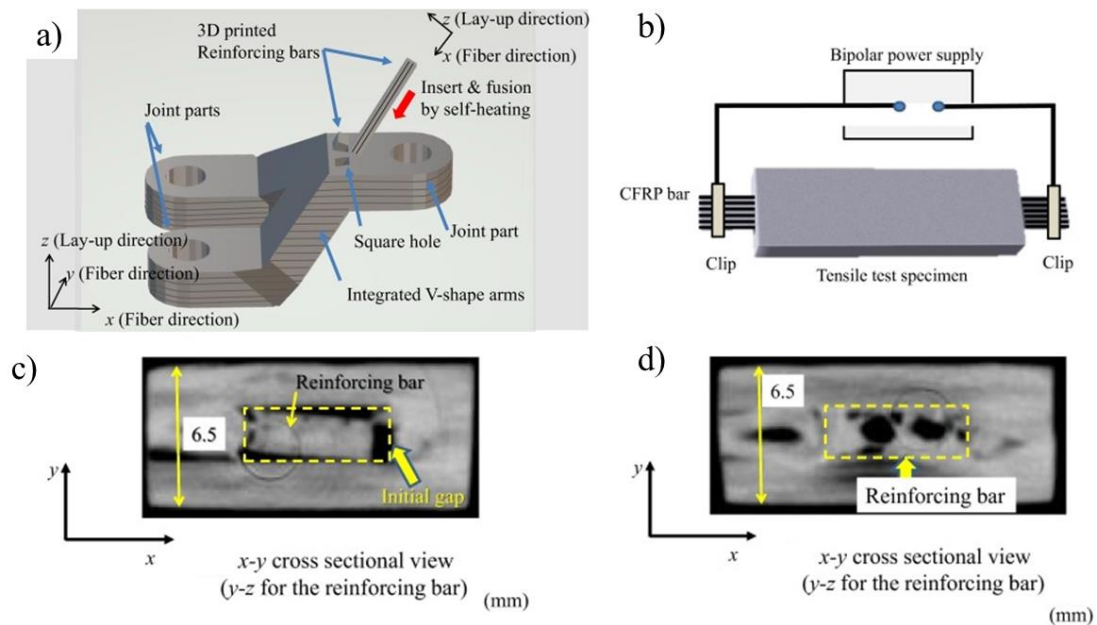 a)
z (Lay-up direction)
x (Fiber direction)
3D printed
Reinforcing bars
Insert & fusion
by self-heating
Joint parts
Square hole
Joint part
Integrated V-shape arms
z (Lay-up direction)
y (Fiber direction)
x (Fiber direction)
b)
Bipolar power supply
CFRP bar
Clip
Clip
Tensile test specimen
c)
Reinforcing bar
6.5
Initial gap
y
x
x-y cross sectional view
(y-z for the reinforcing bar)
(mm)
d)
6.5
Reinforcing bar
y
x
x-y cross sectional view
(y-z for the reinforcing bar)
(mm)